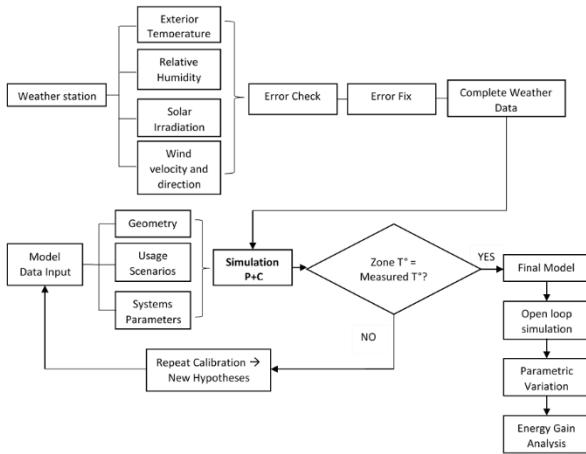 Exterior
Temperature
Relative
Humidity
Weather station
Error Check
Error Fix
Complete Weather
Data
Solar
Irradiation
Wind
velocity and
direction
Geometry
Model
Data Input
Usage
Scenarios
Simulation
P+C
Zone T° =
Measured T°?
YES
Final Model
Systems
Parameters
Open loop
simulation
NO
Repeat Calibration →
New Hypotheses
Parametric
Variation
Energy Gain
Analysis